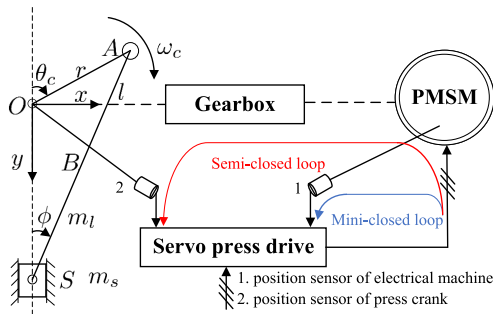 A
ω_c
θ_c
r
O
x
l
Gearbox
PMSM
y
B
Semi-closed loop
2
1
Mini-closed loop
ϕ
m_l
Servo press drive
S
m_s
1. position sensor of electrical machine
2. position sensor of press crank